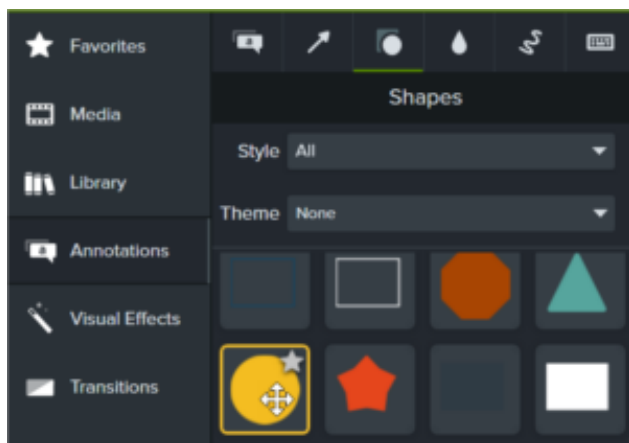 Favorites
Media
Library
Annotations
Visual Effects
Transitions
Shapes
Style All
Theme None